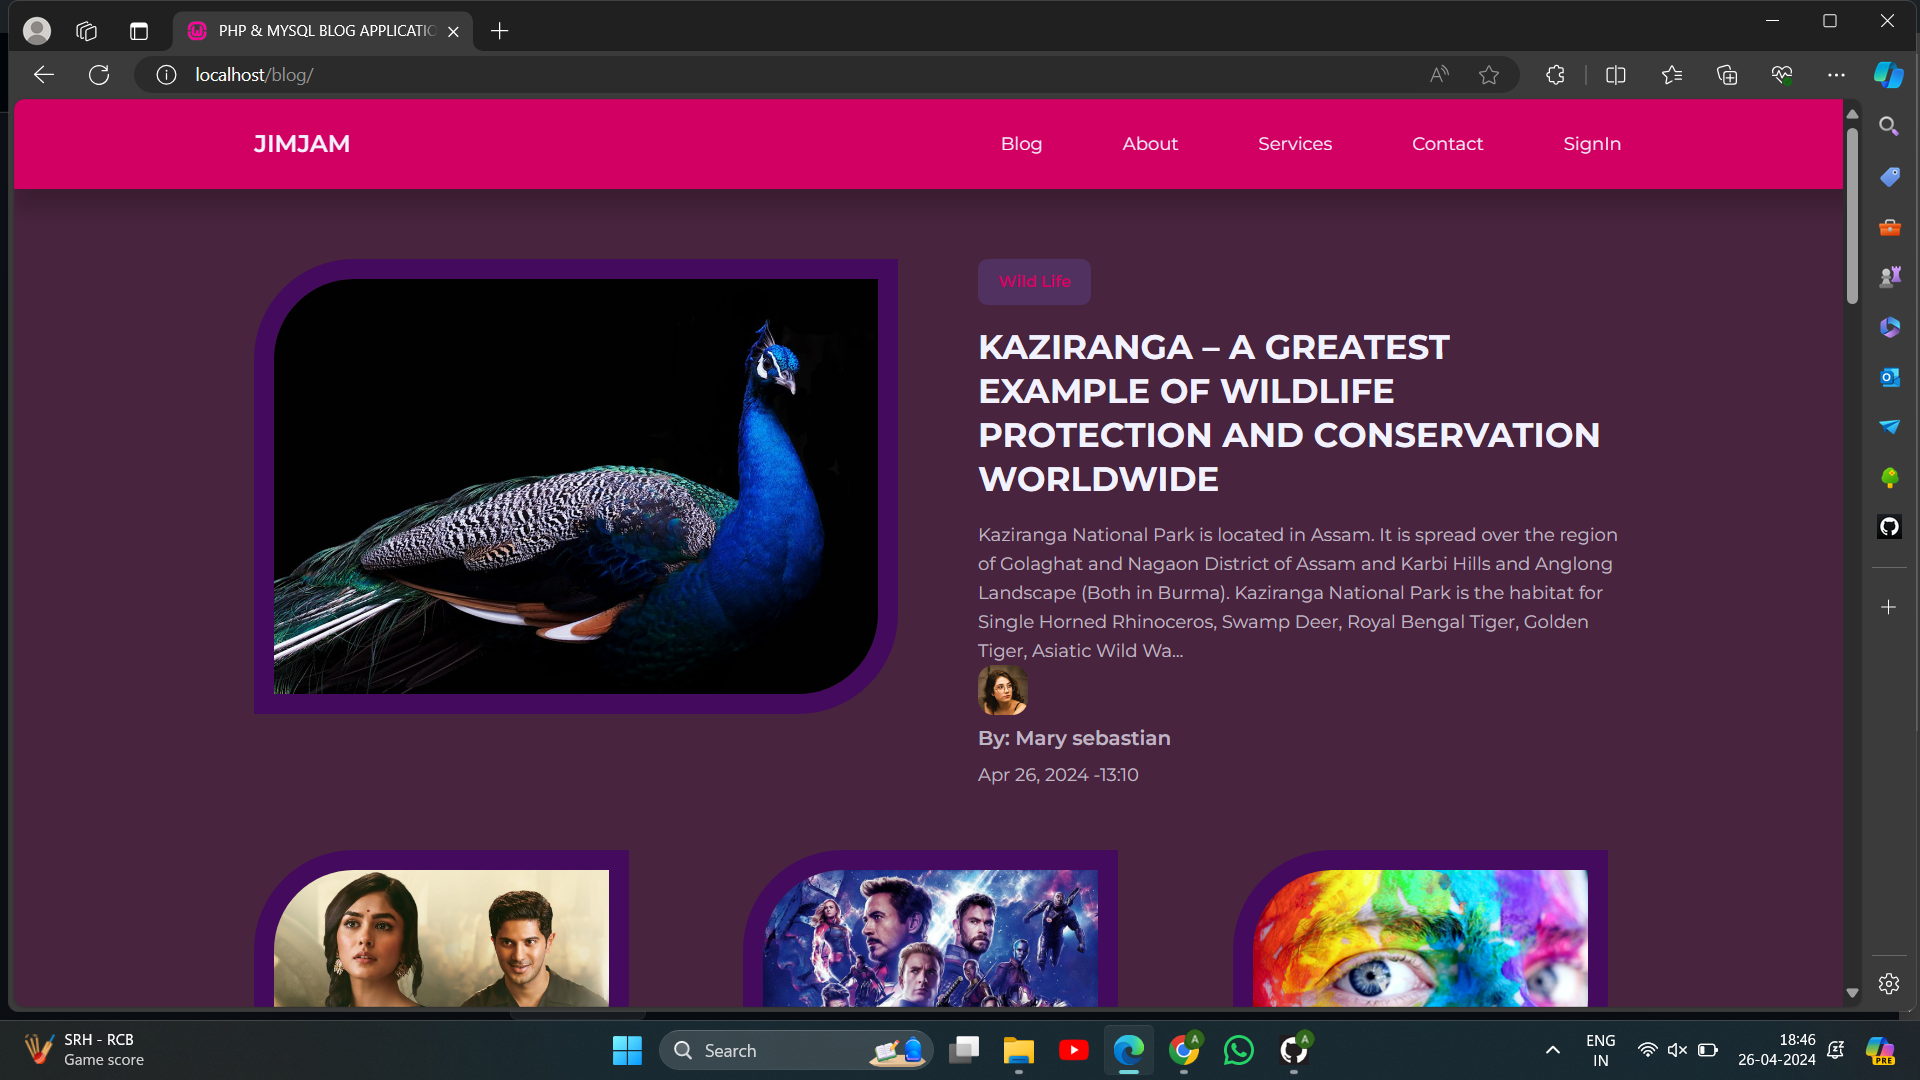 PHP & MYSQL BLOG APPLICATIO
localhost/blog/
JIMJAM
Blog
About
Services
Contact
SignIn
Wild Life
KAZIRANGA – A GREATEST
EXAMPLE OF WILDLIFE
PROTECTION AND CONSERVATION
WORLDWIDE
Kaziranga National Park is located in Assam. It is spread over the region
of Golaghat and Nagaon District of Assam and Karbi Hills and Anglong
Landscape (Both in Burma). Kaziranga National Park is the habitat for
Single Horned Rhinoceros, Swamp Deer, Royal Bengal Tiger, Golden
Tiger, Asiatic Wild Wa...
By: Mary sebastian
Apr 26, 2024 -13:10
SRH - RCB
Game score
Search
A
A
ENG
IN
18:46
26-04-2024
PRE